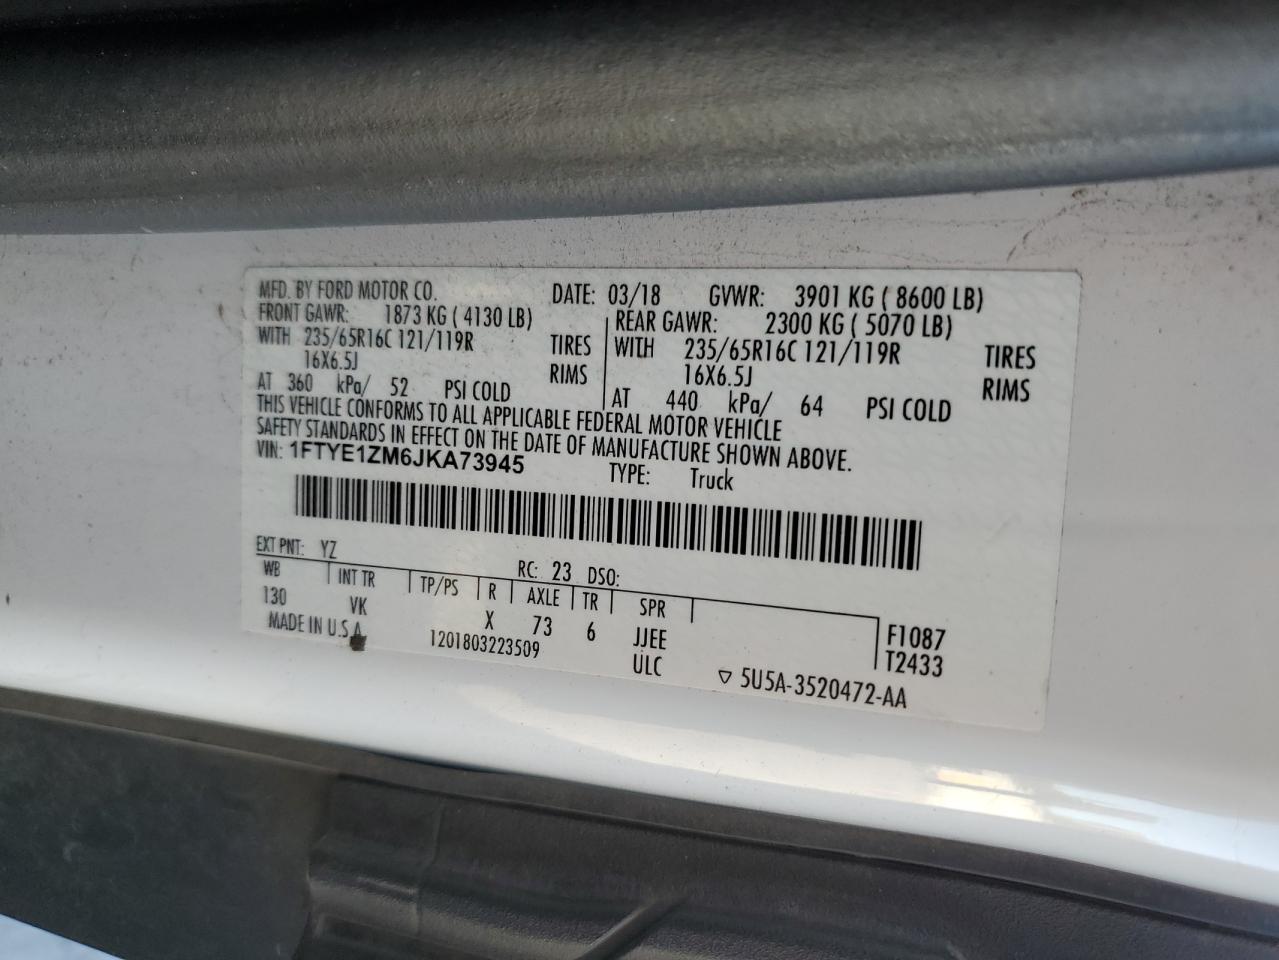 MFD. BY FORD MOTOR CO. DATE: 03/18 GVWR: 3901 KG ( 8600 LB)
FRONT GAWR: 1873 KG ( 4130 LB) REAR GAWR: 2300 KG ( 5070 LB)
WITH 235/65R16C 121/119R TIRES WITH 235/65R16C 121/119R TIRES
16X6.5J RIMS 16X6.5J RIMS
AT 360 kPa/ 52 PSI COLD AT 440 kPa/ 64 PSI COLD
THIS VEHICLE CONFORMS TO ALL APPLICABLE FEDERAL MOTOR VEHICLE
SAFETY STANDARDS IN EFFECT ON THE DATE OF MANUFACTURE SHOWN ABOVE.
VIN: 1FTYE1ZM6JKA73945 TYPE: Truck
EXT PNT: YZ RC: 23 DSO:
WB INT TR TP/PS R AXLE TR SPR
130 VK X 73 6 JJEE F1087
MADE IN U.S.A. 1201803223509 ULC T2433
▽ 5U5A-3520472-AA